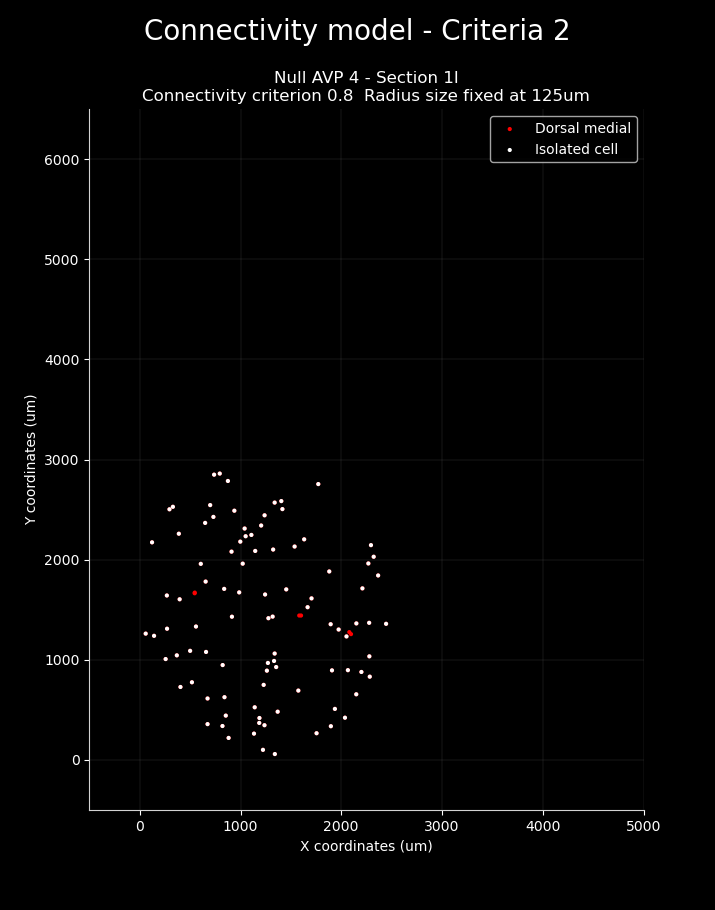 Connectivity model - Criteria 2
Null AVP 4 - Section 1I
Connectivity criterion 0.8  Radius size fixed at 125um
Dorsal medial
Isolated cell
6000
5000
4000
3000
2000
1000
0
Y coordinates (um)
0 1000 2000 3000 4000 5000
X coordinates (um)